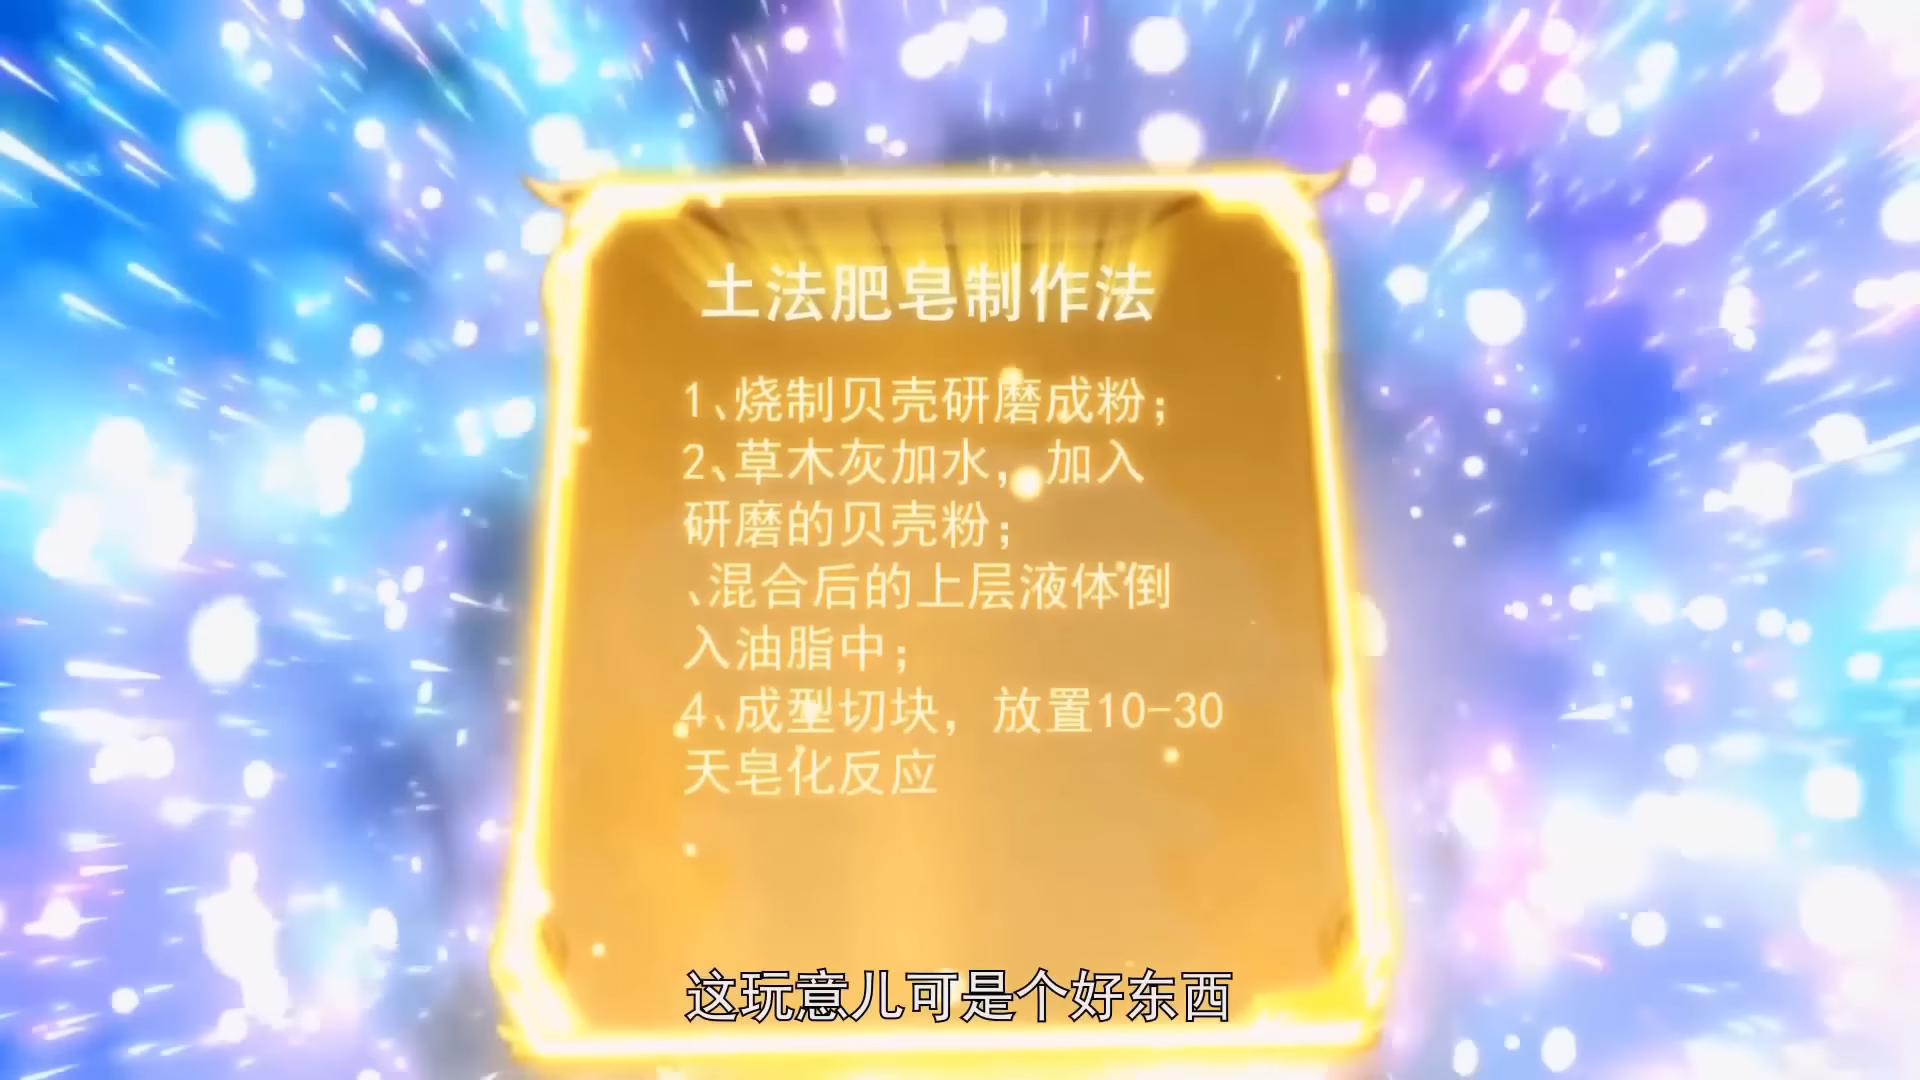 土法肥皂制作法
1、烧制贝壳研磨成粉；
2、草木灰加水，加入
研磨的贝壳粉；
、混合后的上层液体倒
入油脂中；
4、成型切块，放置10-30
天皂化反应
这玩意儿可是个好东西